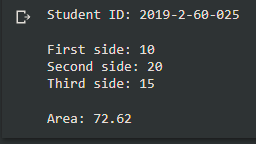 Student ID: 2019-2-60-025
First side: 10
Second side: 20
Third side: 15
Area: 72.62